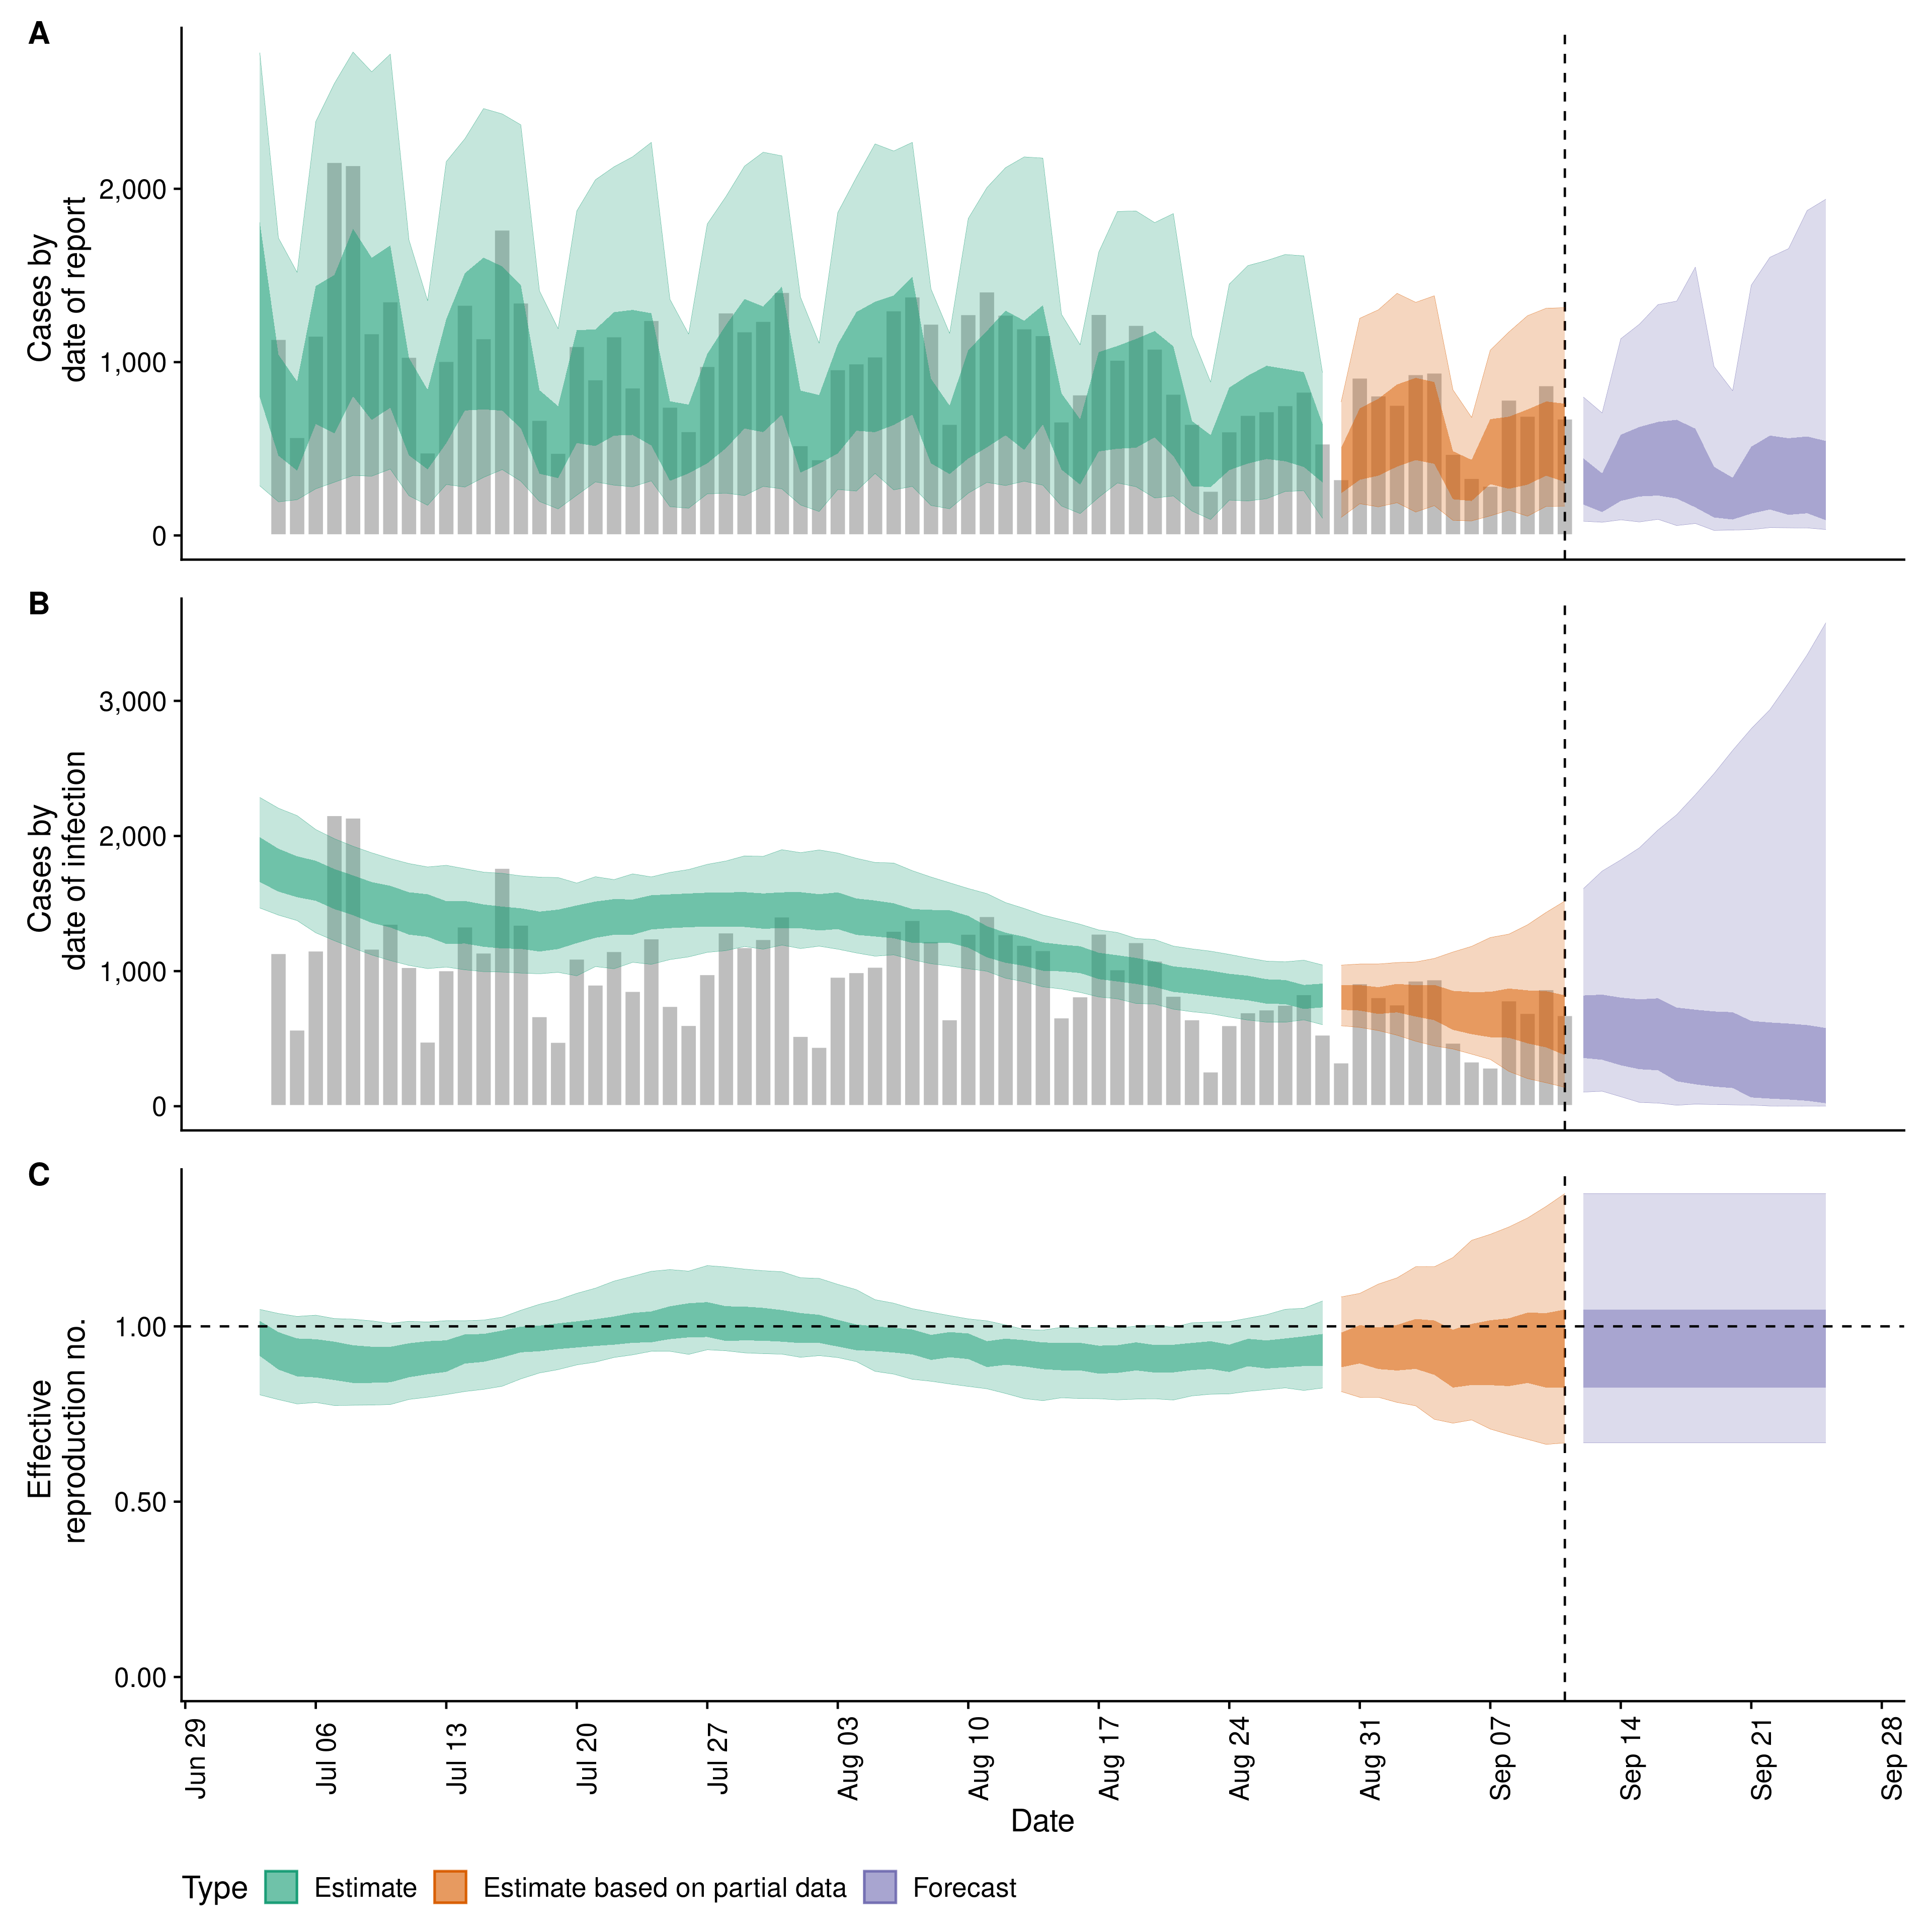 A
Cases by
date of report
2,000
1,000
0
B
Cases by
date of infection
3,000
2,000
1,000
0
C
Effective
reproduction no.
1.00
0.50
0.00
Jun 29
Jul 06
Jul 13
Jul 20
Jul 27
Aug 03
Aug 10
Aug 17
Aug 24
Aug 31
Sep 07
Sep 14
Sep 21
Sep 28
Date
Type Estimate Estimate based on partial data Forecast